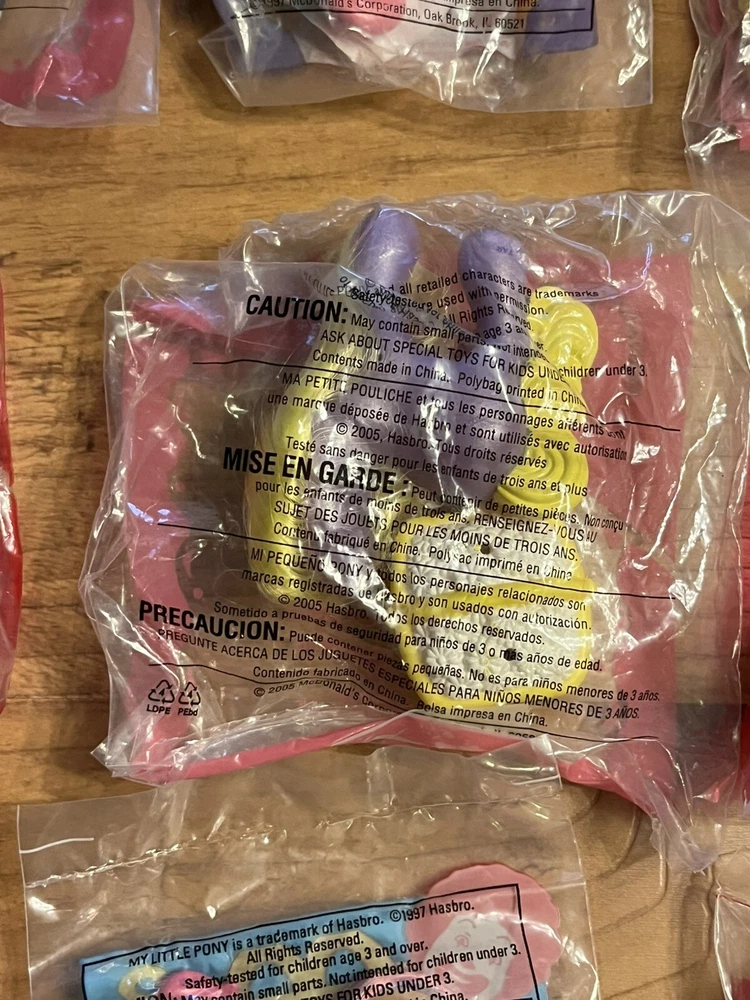 impresa en China.
©1997 McDonald's Corporation, Oak Brook, IL 60521
all retailed characters are trademarks
used with permission.
All Rights
CAUTION: May contain small parts. Not
age 3 and
ASK ABOUT SPECIAL TOYS FOR KIDS children under 3.
Contents made in China. Polybag printed in China
MA PETITE POULICHE et tous les personnages afférents
une marque déposée de Hasbro et sont utilisés avec autorisation
© 2005, Hasbro. Tous droits réservés
Testé sans danger pour les enfants de trois ans et plus
MISE EN GARDE : Peut contenir de petites pièces. Non conçu
pour les enfants de moins de trois ans. RENSEIGNEZ-VOUS AU
SUJET DES JOUETS POUR LES MOINS DE TROIS ANS.
Contenu fabriqué en Chine. Polysac imprimé en Chine
MI PEQUEÑO PONY y todos los personajes relacionados son
marcas registradas de Hasbro y son usados con autorización.
© 2005 Hasbro. Todos los derechos reservados.
Sometido a pruebas de seguridad para niños de 3 o más años de edad.
PRECAUCION: Puede contener piezas pequeñas. No es para niños menores de 3 años.
PREGUNTE ACERCA DE LOS JUGUETES ESPECIALES PARA NIÑOS MENORES DE 3 AÑOS.
Contenido fabricado en China. Bolsa impresa en China.
© 2005 McDonald's
LDPE PEbd
MY LITTLE PONY is a trademark of Hasbro. ©1997 Hasbro.
All Rights Reserved.
Safety-tested for children age 3 and over.
May contain small parts. Not intended for children under 3.
TOYS FOR KIDS UNDER 3.
China.